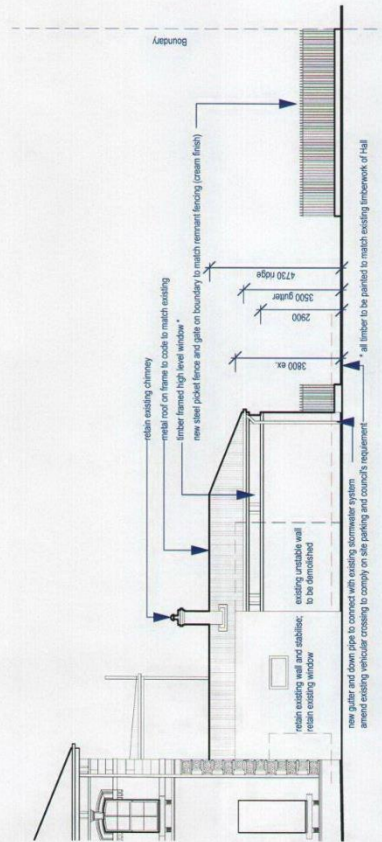 retain existing chimney
metal roof on frame to code to match existing
timber framed high level window *
new steel picket fence and gate on boundary to match remnant fencing (cream finish)
Boundary
4730 ridge
3500 gutter
2900
3800 ex.
retain existing wall and stabilise;
retain existing window
existing unstable wall
to be demolished
new gutter and down pipe to connect with existing stormwater system
amend existing vehicular crossing to comply on site parking and council's requiement
* all timber to be painted to match existing timberwork of Hall